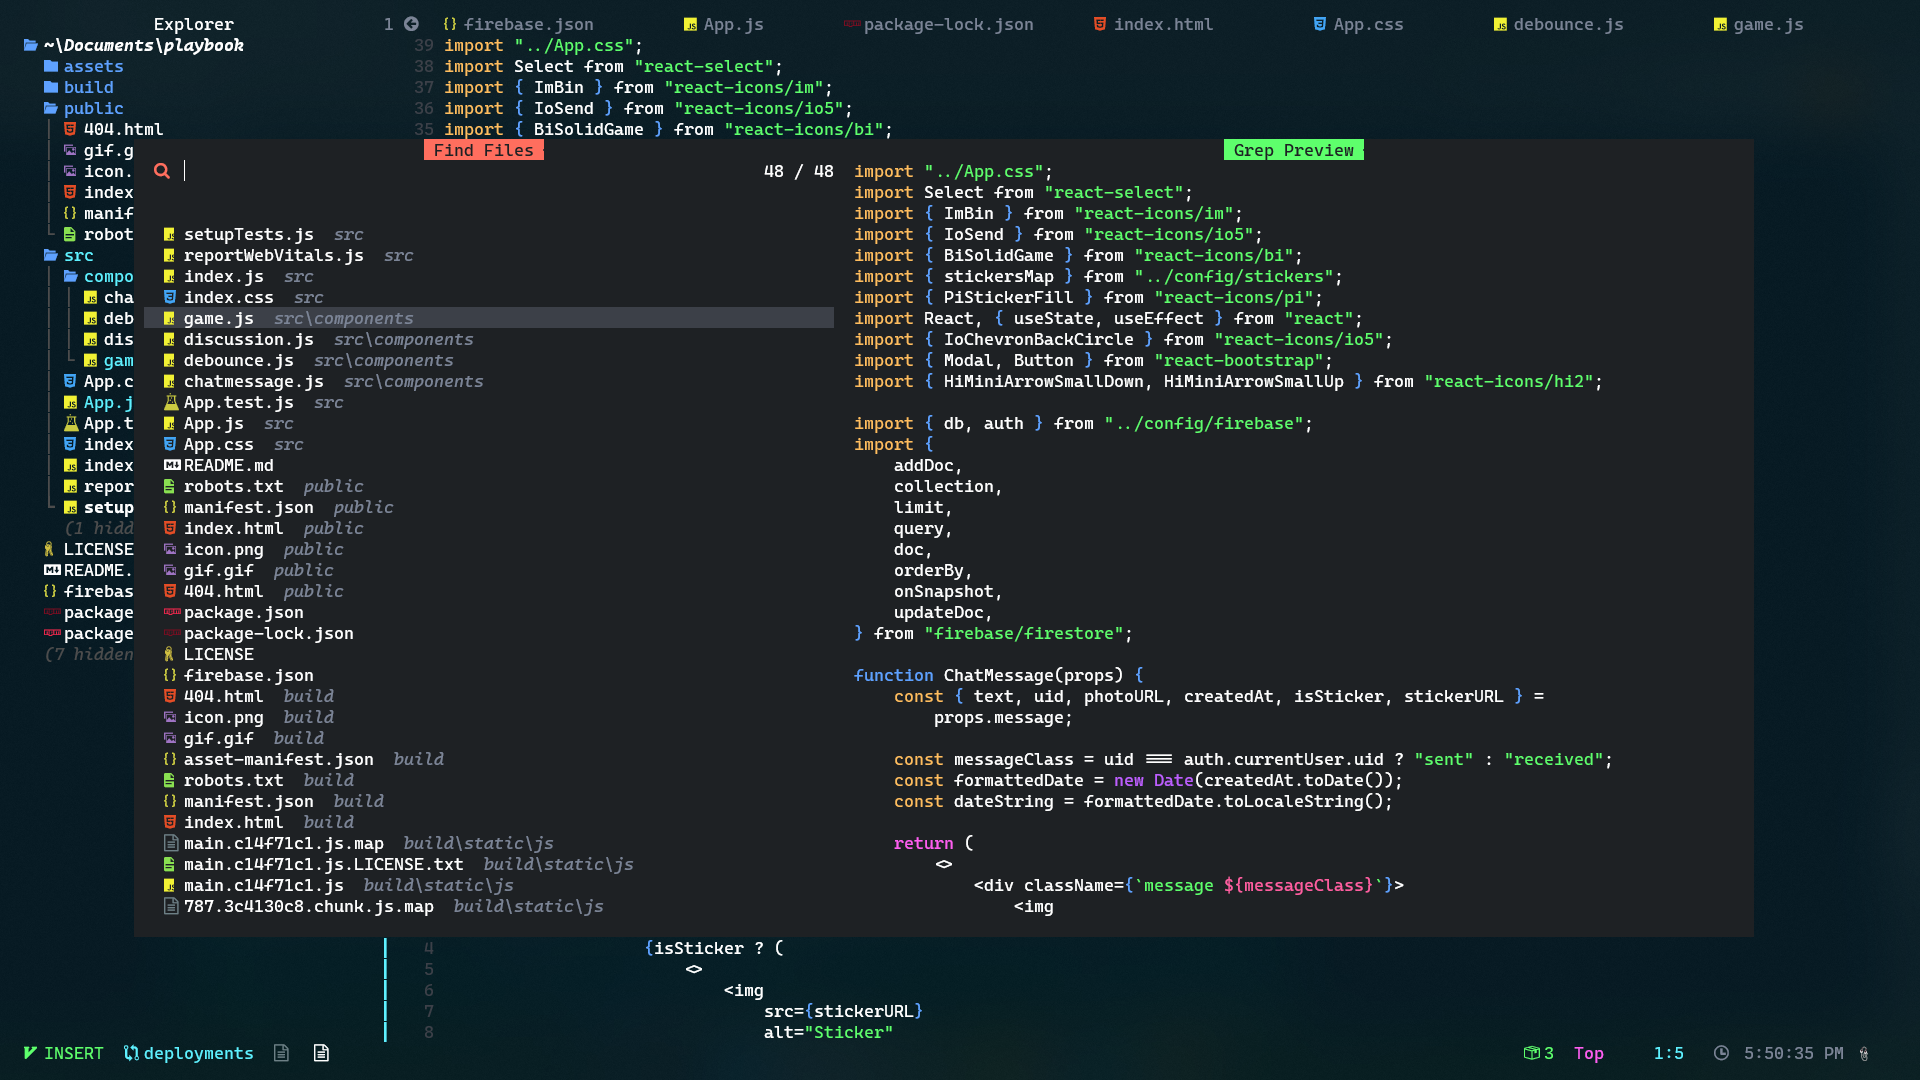 Explorer
1 firebase.json App.js package-lock.json index.html App.css debounce.js game.js
~\Documents\playbook
39 import "../App.css";
assets
38 import Select from "react-select";
build
37 import { ImBin } from "react-icons/im";
public
36 import { IoSend } from "react-icons/io5";
404.html
35 import { BiSolidGame } from "react-icons/bi";
gif.g
icon.
index
manif
robot
src
compo
cha
deb
dis
gam
App.c
App.j
App.t
index
index
repor
setup
(1 hidd
LICENSE
README.
firebas
package
package
(7 hidden
Find Files
48 / 48
setupTests.js src
reportWebVitals.js src
index.js src
index.css src
game.js src\components
discussion.js src\components
debounce.js src\components
chatmessage.js src\components
App.test.js src
App.js src
App.css src
README.md
robots.txt public
manifest.json public
index.html public
icon.png public
gif.gif public
404.html public
package.json
package-lock.json
LICENSE
firebase.json
404.html build
icon.png build
gif.gif build
asset-manifest.json build
robots.txt build
manifest.json build
index.html build
main.c14f71c1.js.map build\static\js
main.c14f71c1.js.LICENSE.txt build\static\js
main.c14f71c1.js build\static\js
787.3c4130c8.chunk.js.map build\static\js
Grep Preview
import "../App.css";
import Select from "react-select";
import { ImBin } from "react-icons/im";
import { IoSend } from "react-icons/io5";
import { BiSolidGame } from "react-icons/bi";
import { stickersMap } from "../config/stickers";
import { PiStickerFill } from "react-icons/pi";
import React, { useState, useEffect } from "react";
import { IoChevronBackCircle } from "react-icons/io5";
import { Modal, Button } from "react-bootstrap";
import { HiMiniArrowSmallDown, HiMiniArrowSmallUp } from "react-icons/hi2";
import { db, auth } from "../config/firebase";
import {
addDoc,
collection,
limit,
query,
doc,
orderBy,
onSnapshot,
updateDoc,
} from "firebase/firestore";
function ChatMessage(props) {
const { text, uid, photoURL, createdAt, isSticker, stickerURL } =
props.message;
const messageClass = uid === auth.currentUser.uid ? "sent" : "received";
const formattedDate = new Date(createdAt.toDate());
const dateString = formattedDate.toLocaleString();
return (
<>
<div className={`message ${messageClass}`}>
<img
4 {isSticker ? (
5 <>
6 <img
7 src={stickerURL}
8 alt="Sticker"
INSERT deployments 3 Top 1:5 5:50:35 PM